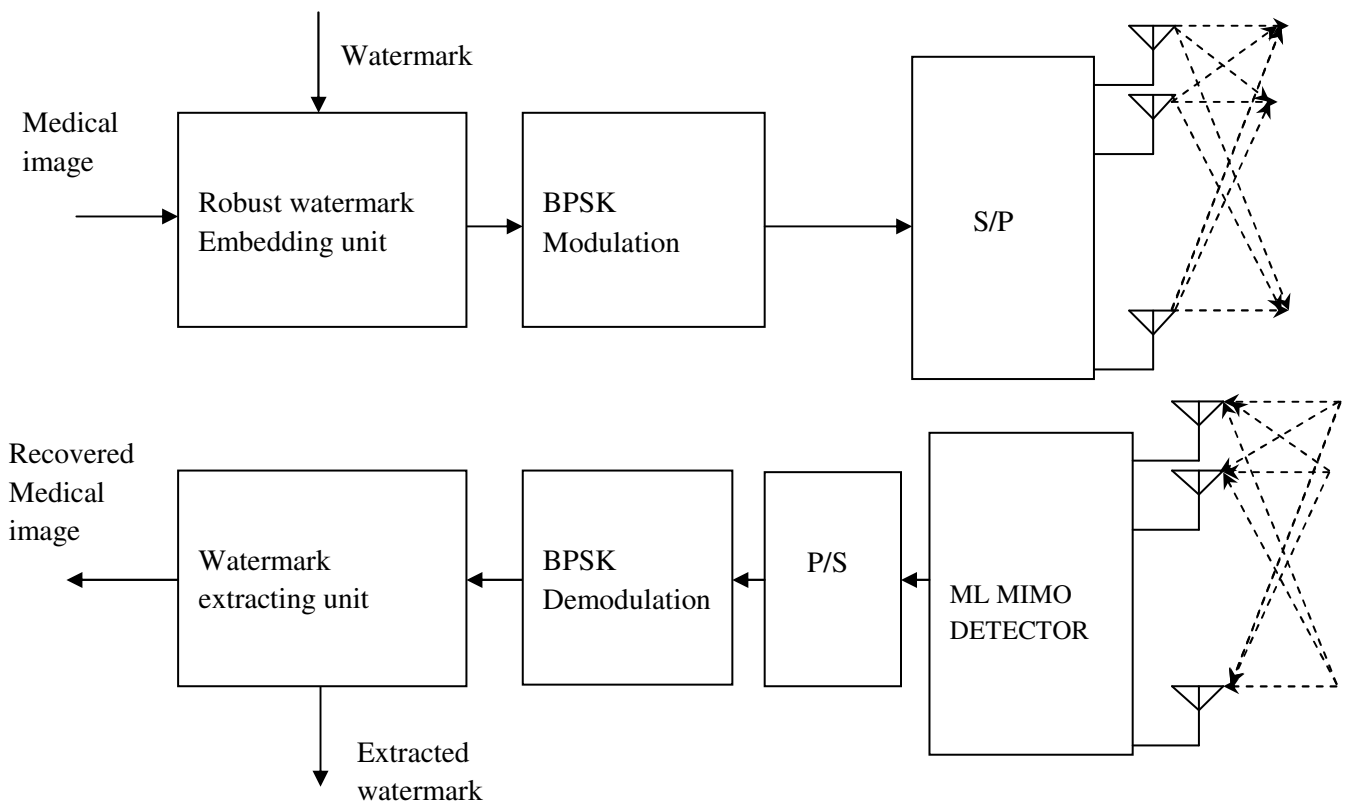 Watermark
Medical
image
Robust watermark
Embedding unit
BPSK
Modulation
S/P
Recovered
Medical
image
Watermark
extracting unit
BPSK
Demodulation
P/S
ML MIMO
DETECTOR
Extracted
watermark